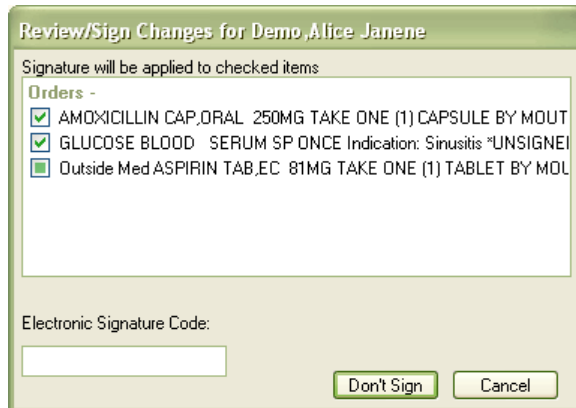 Review/Sign Changes for Demo,Alice Janene
Signature will be applied to checked items
Orders -
AMOXICILLIN CAP,ORAL 250MG TAKE ONE (1) CAPSULE BY MOUT
GLUCOSE BLOOD SERUM SP ONCE Indication: Sinusitis *UNSIGNE
Outside Med ASPIRIN TAB,EC 81MG TAKE ONE (1) TABLET BY MOU
Electronic Signature Code:
Don't Sign Cancel